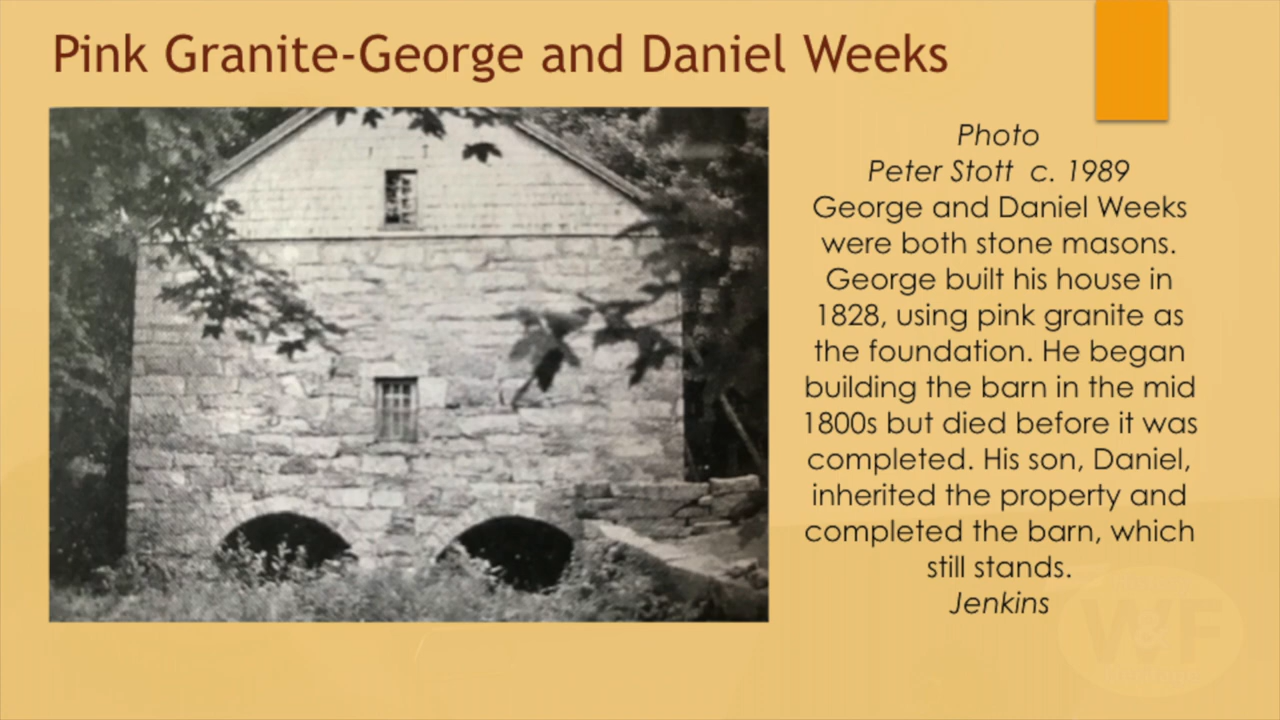 Pink Granite-George and Daniel Weeks
Photo
Peter Stott c. 1989
George and Daniel Weeks
were both stone masons.
George built his house in
1828, using pink granite as
the foundation. He began
building the barn in the mid
1800s but died before it was
completed. His son, Daniel,
inherited the property and
completed the barn, which
still stands.
Jenkins
W&F